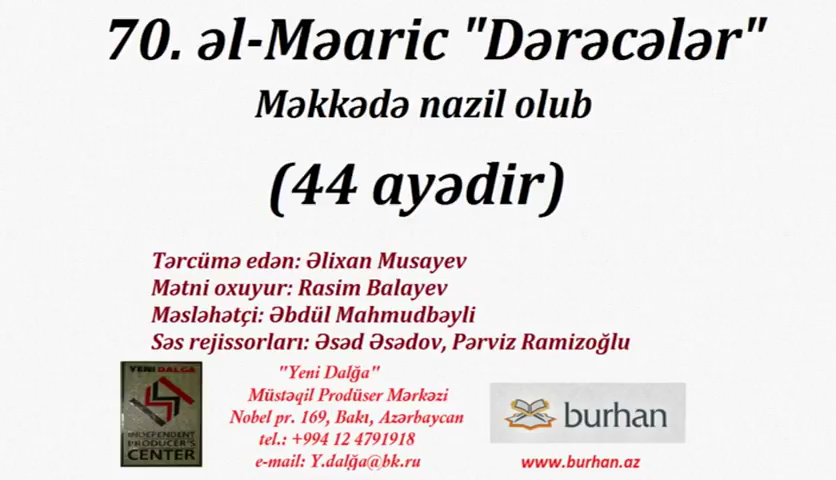 70. əl-Məaric "Dərəcələr"
Məkkədə nazil olub
(44 ayədir)
Tərcümə edən: Əlixan Musayev
Mətni oxuyur: Rasim Balayev
Məsləhətçi: Əbdül Mahmudbəyli
Səs rejissorları: Əsəd Əsədov, Pərviz Ramizoğlu
YENI DALĞA
INDEPENDENT
PRODUCER'S
CENTER
"Yeni Dalğa"
Müstəqil Prodüser Mərkəzi
Nobel pr. 169, Bakı, Azərbaycan
tel.: +994 12 4791918
e-mail: Y.dalğa@bk.ru
burhan
www.burhan.az